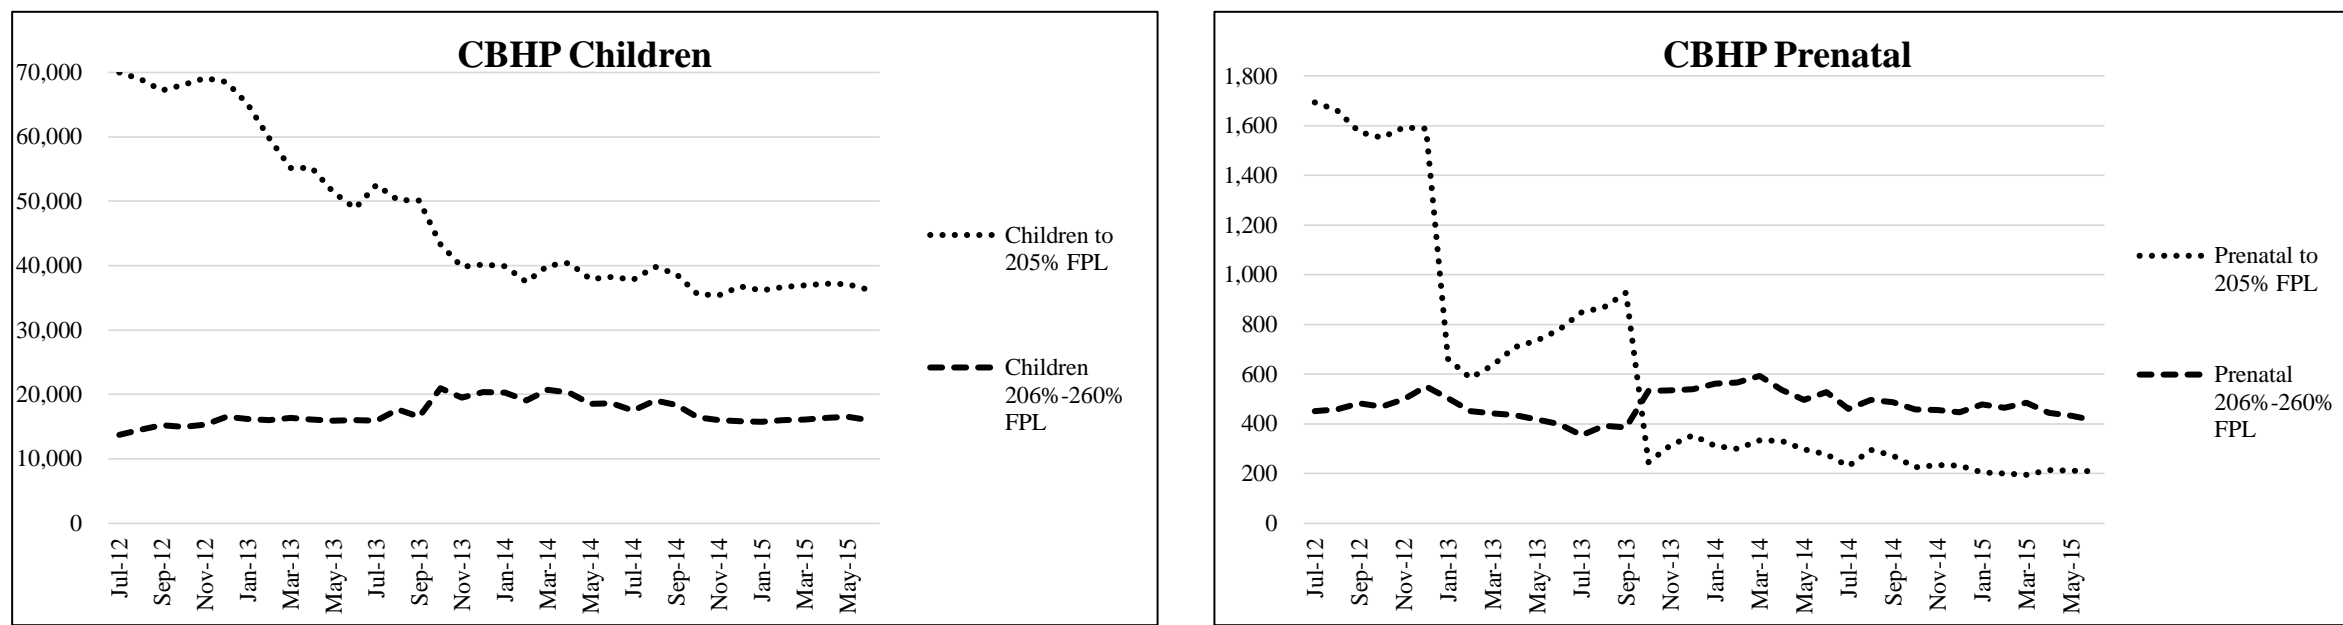 CBHP Children
70,000
60,000
50,000
40,000
30,000
20,000
10,000
0
Jul-12
Sep-12
Nov-12
Jan-13
Mar-13
May-13
Jul-13
Sep-13
Nov-13
Jan-14
Mar-14
May-14
Jul-14
Sep-14
Nov-14
Jan-15
Mar-15
May-15
Children to
205% FPL
Children
206%-260%
FPL
CBHP Prenatal
1,800
1,600
1,400
1,200
1,000
800
600
400
200
0
Jul-12
Sep-12
Nov-12
Jan-13
Mar-13
May-13
Jul-13
Sep-13
Nov-13
Jan-14
Mar-14
May-14
Jul-14
Sep-14
Nov-14
Jan-15
Mar-15
May-15
Prenatal to
205% FPL
Prenatal
206%-260%
FPL